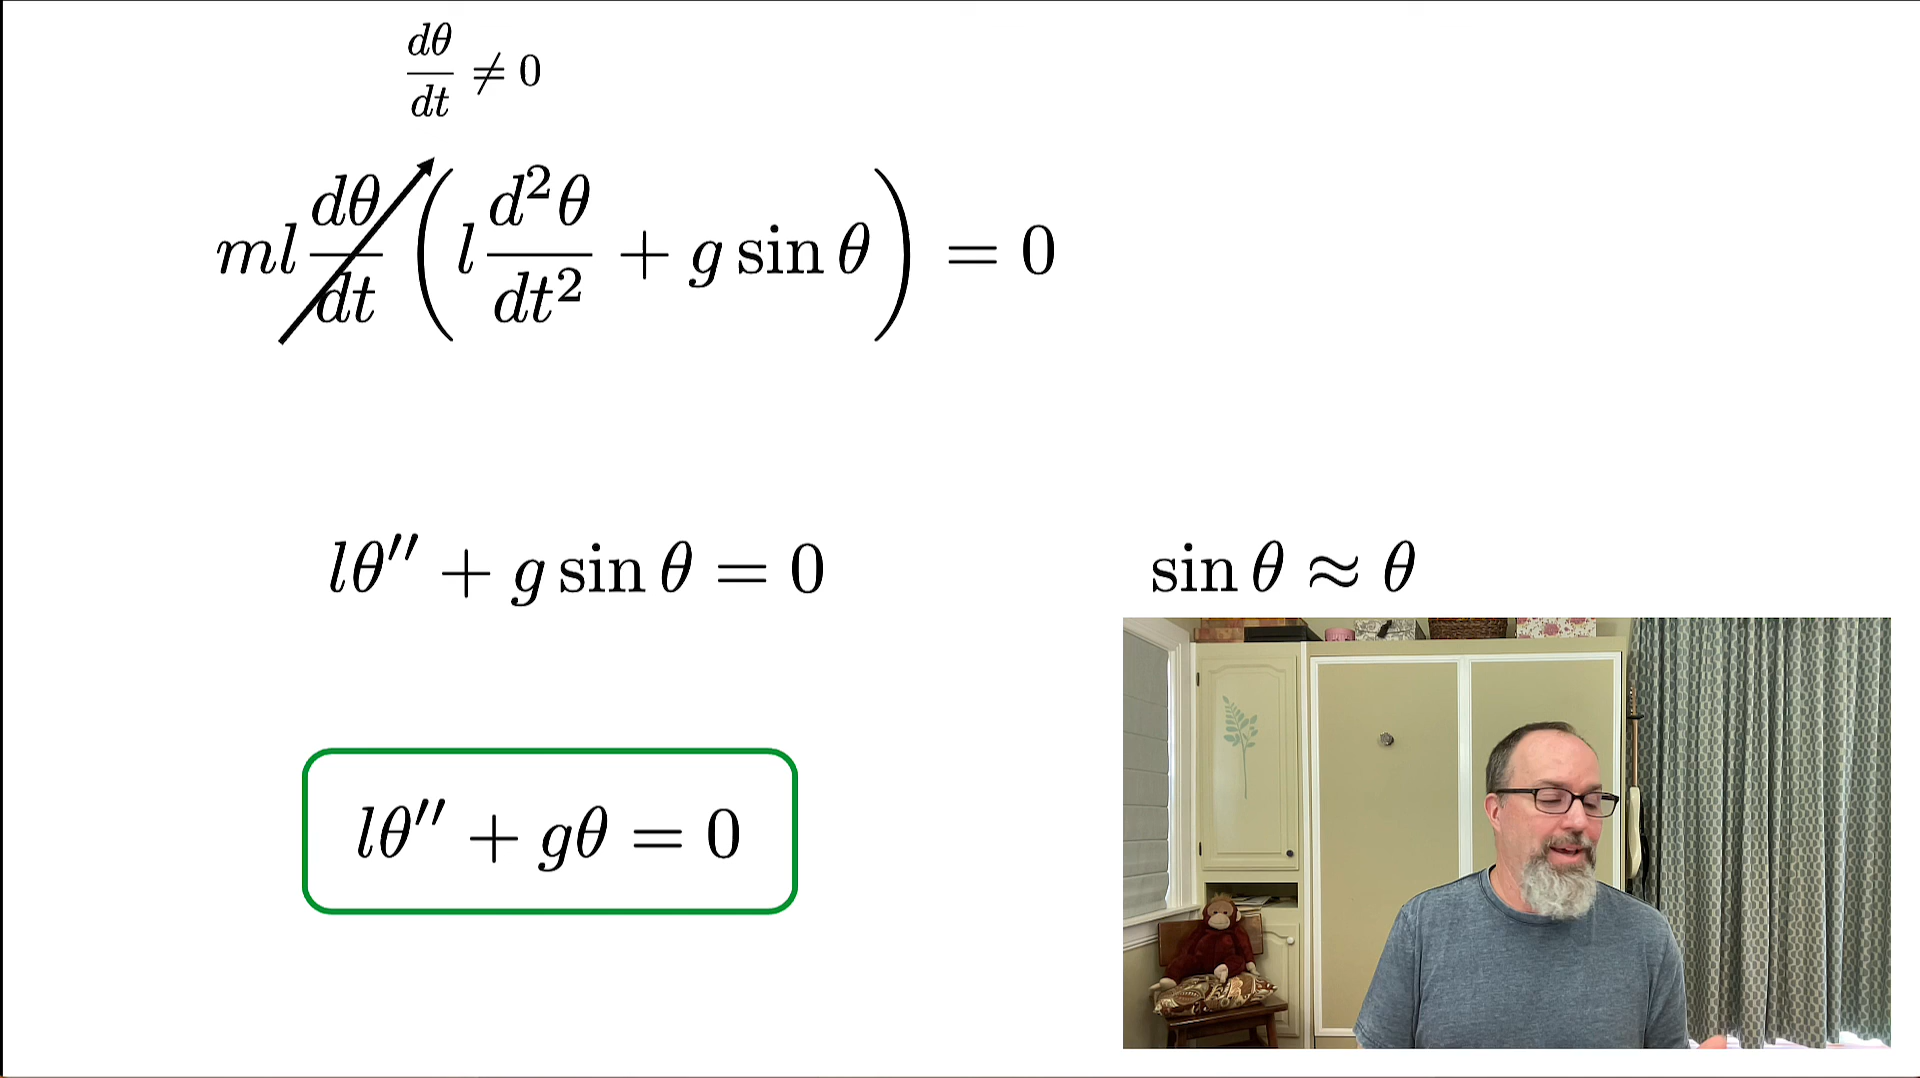 dθ/dt ≠ 0
ml dθ/dt (l d²θ/dt² + g sin θ) = 0
lθ″ + g sin θ = 0
sin θ ≈ θ
lθ″ + gθ = 0